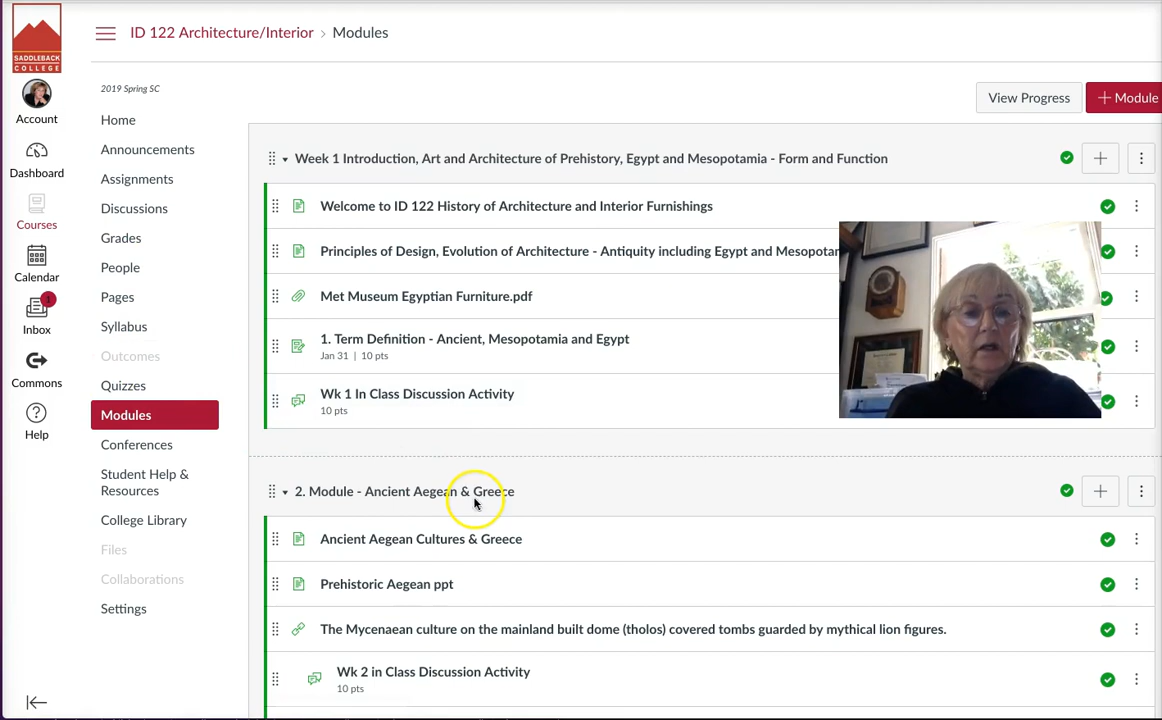 SADDLEBACK
COLLEGE
Account
Dashboard
Courses
Calendar
1
Inbox
Commons
?
Help
ID 122 Architecture/Interior › Modules
2019 Spring SC
Home
Announcements
Assignments
Discussions
Grades
People
Pages
Syllabus
Outcomes
Quizzes
Modules
Conferences
Student Help &
Resources
College Library
Files
Collaborations
Settings
View Progress
+ Module
Week 1 Introduction, Art and Architecture of Prehistory, Egypt and Mesopotamia - Form and Function
Welcome to ID 122 History of Architecture and Interior Furnishings
Principles of Design, Evolution of Architecture - Antiquity including Egypt and Mesopotam
Met Museum Egyptian Furniture.pdf
1. Term Definition - Ancient, Mesopotamia and Egypt
Jan 31 | 10 pts
Wk 1 In Class Discussion Activity
10 pts
2. Module - Ancient Aegean & Greece
Ancient Aegean Cultures & Greece
Prehistoric Aegean ppt
The Mycenaean culture on the mainland built dome (tholos) covered tombs guarded by mythical lion figures.
Wk 2 in Class Discussion Activity
10 pts